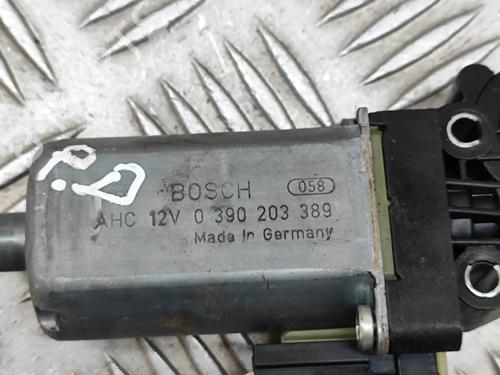 P.D
BOSCH 058
AHC 12V 0 390 203 389
Made in Germany